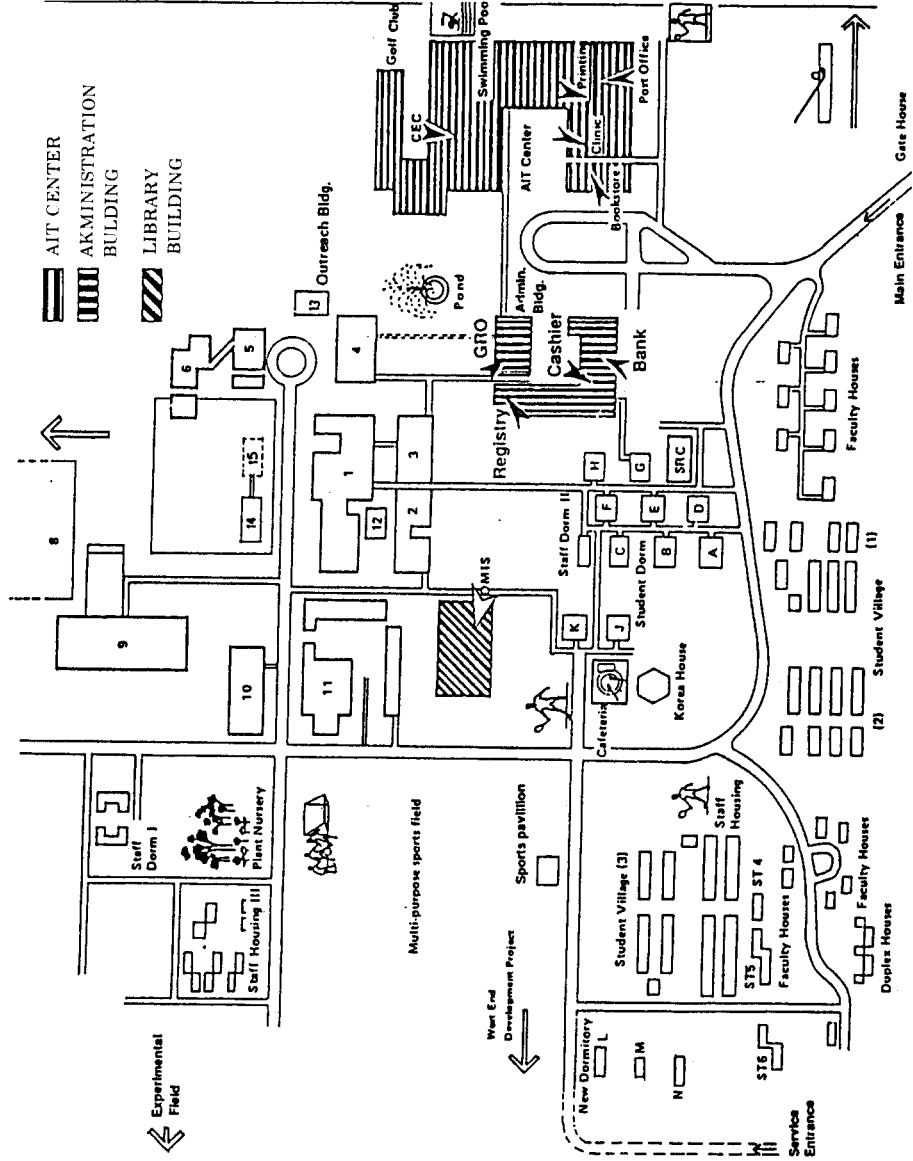 AIT CENTER
AKMINISTRATION
BULDING
LIBRARY
BUILDING
Golf Club
Swimming Poo
CEC
Printing
Post Office
Clinic
AIT Center
Bookstore
Gate House
Main Entrance
Outreach Bldg.
13
Pond
Admin.
Bldg.
GRO
Cashier
Bank
Registry
4
5
6
8
15
14
1
3
2
12
9
10
11
OMIS
Staff Dorm II
H
G
SRC
F
E
D
C
B
A
Student Dorm
K
J
Cafeteria
Korea House
Faculty Houses
(1)
Student Village
(2)
Staff
Dorm I
Plant Nursery
Staff Housing III
Multi-purpose sports field
Sports pavillion
Experimental
Field
West End
Development Project
Staff
Housing
Student Village (3)
ST 4
ST5
Faculty Houses
Faculty Houses
Duplex Houses
New Dormitory
L
M
N
ST6
Service
Entrance